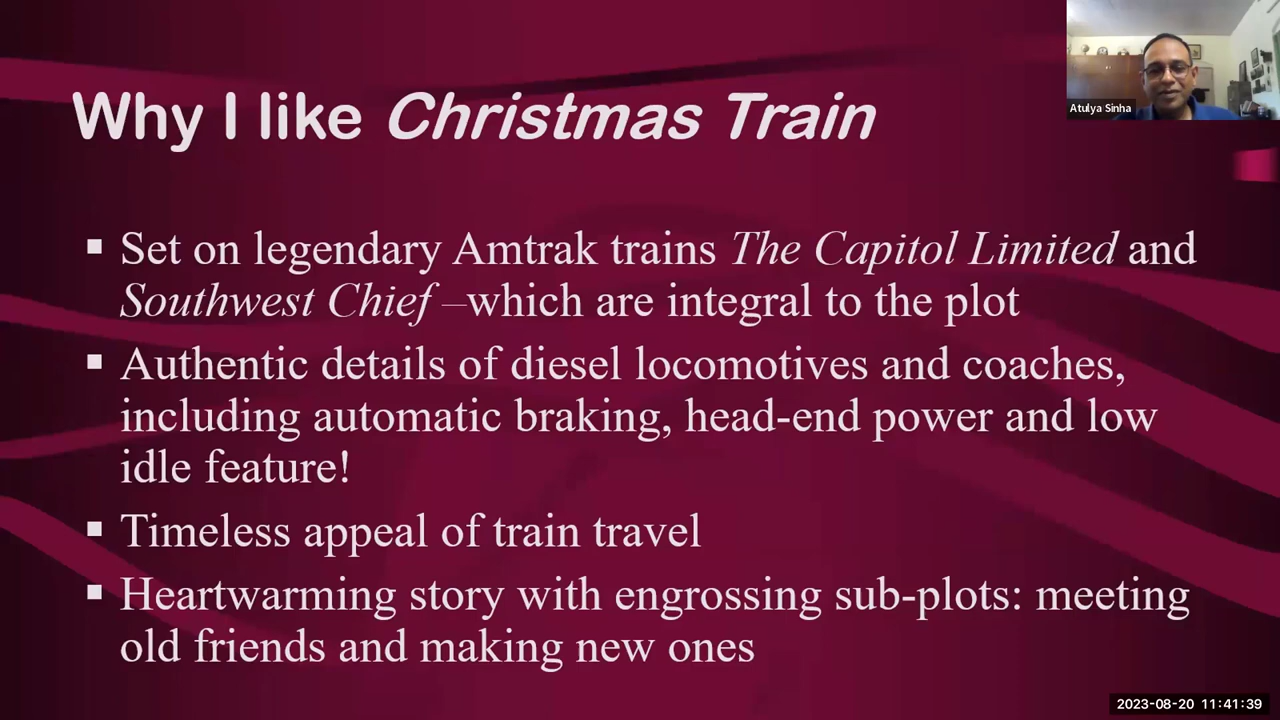 Why I like Christmas Train
Atulya Sinha
▪ Set on legendary Amtrak trains The Capitol Limited and
Southwest Chief –which are integral to the plot
▪ Authentic details of diesel locomotives and coaches,
including automatic braking, head-end power and low
idle feature!
▪ Timeless appeal of train travel
▪ Heartwarming story with engrossing sub-plots: meeting
old friends and making new ones
2023-08-20 11:41:39